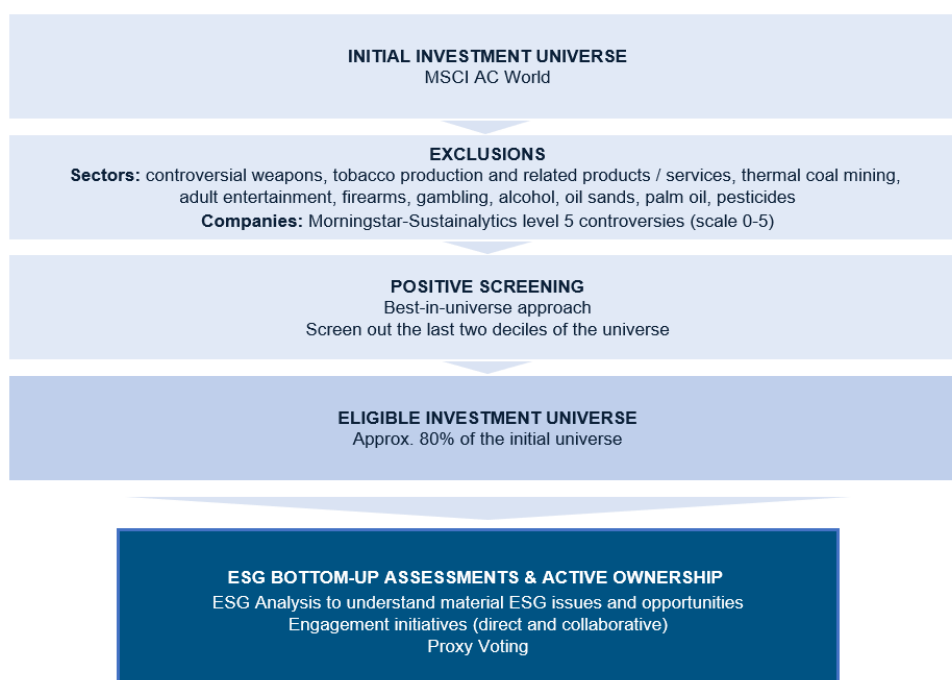 INITIAL INVESTMENT UNIVERSE
MSCI AC World
EXCLUSIONS
Sectors: controversial weapons, tobacco production and related products / services, thermal coal mining,
adult entertainment, firearms, gambling, alcohol, oil sands, palm oil, pesticides
Companies: Morningstar-Sustainalytics level 5 controversies (scale 0-5)
POSITIVE SCREENING
Best-in-universe approach
Screen out the last two deciles of the universe
ELIGIBLE INVESTMENT UNIVERSE
Approx. 80% of the initial universe
ESG BOTTOM-UP ASSESSMENTS & ACTIVE OWNERSHIP
ESG Analysis to understand material ESG issues and opportunities
Engagement initiatives (direct and collaborative)
Proxy Voting